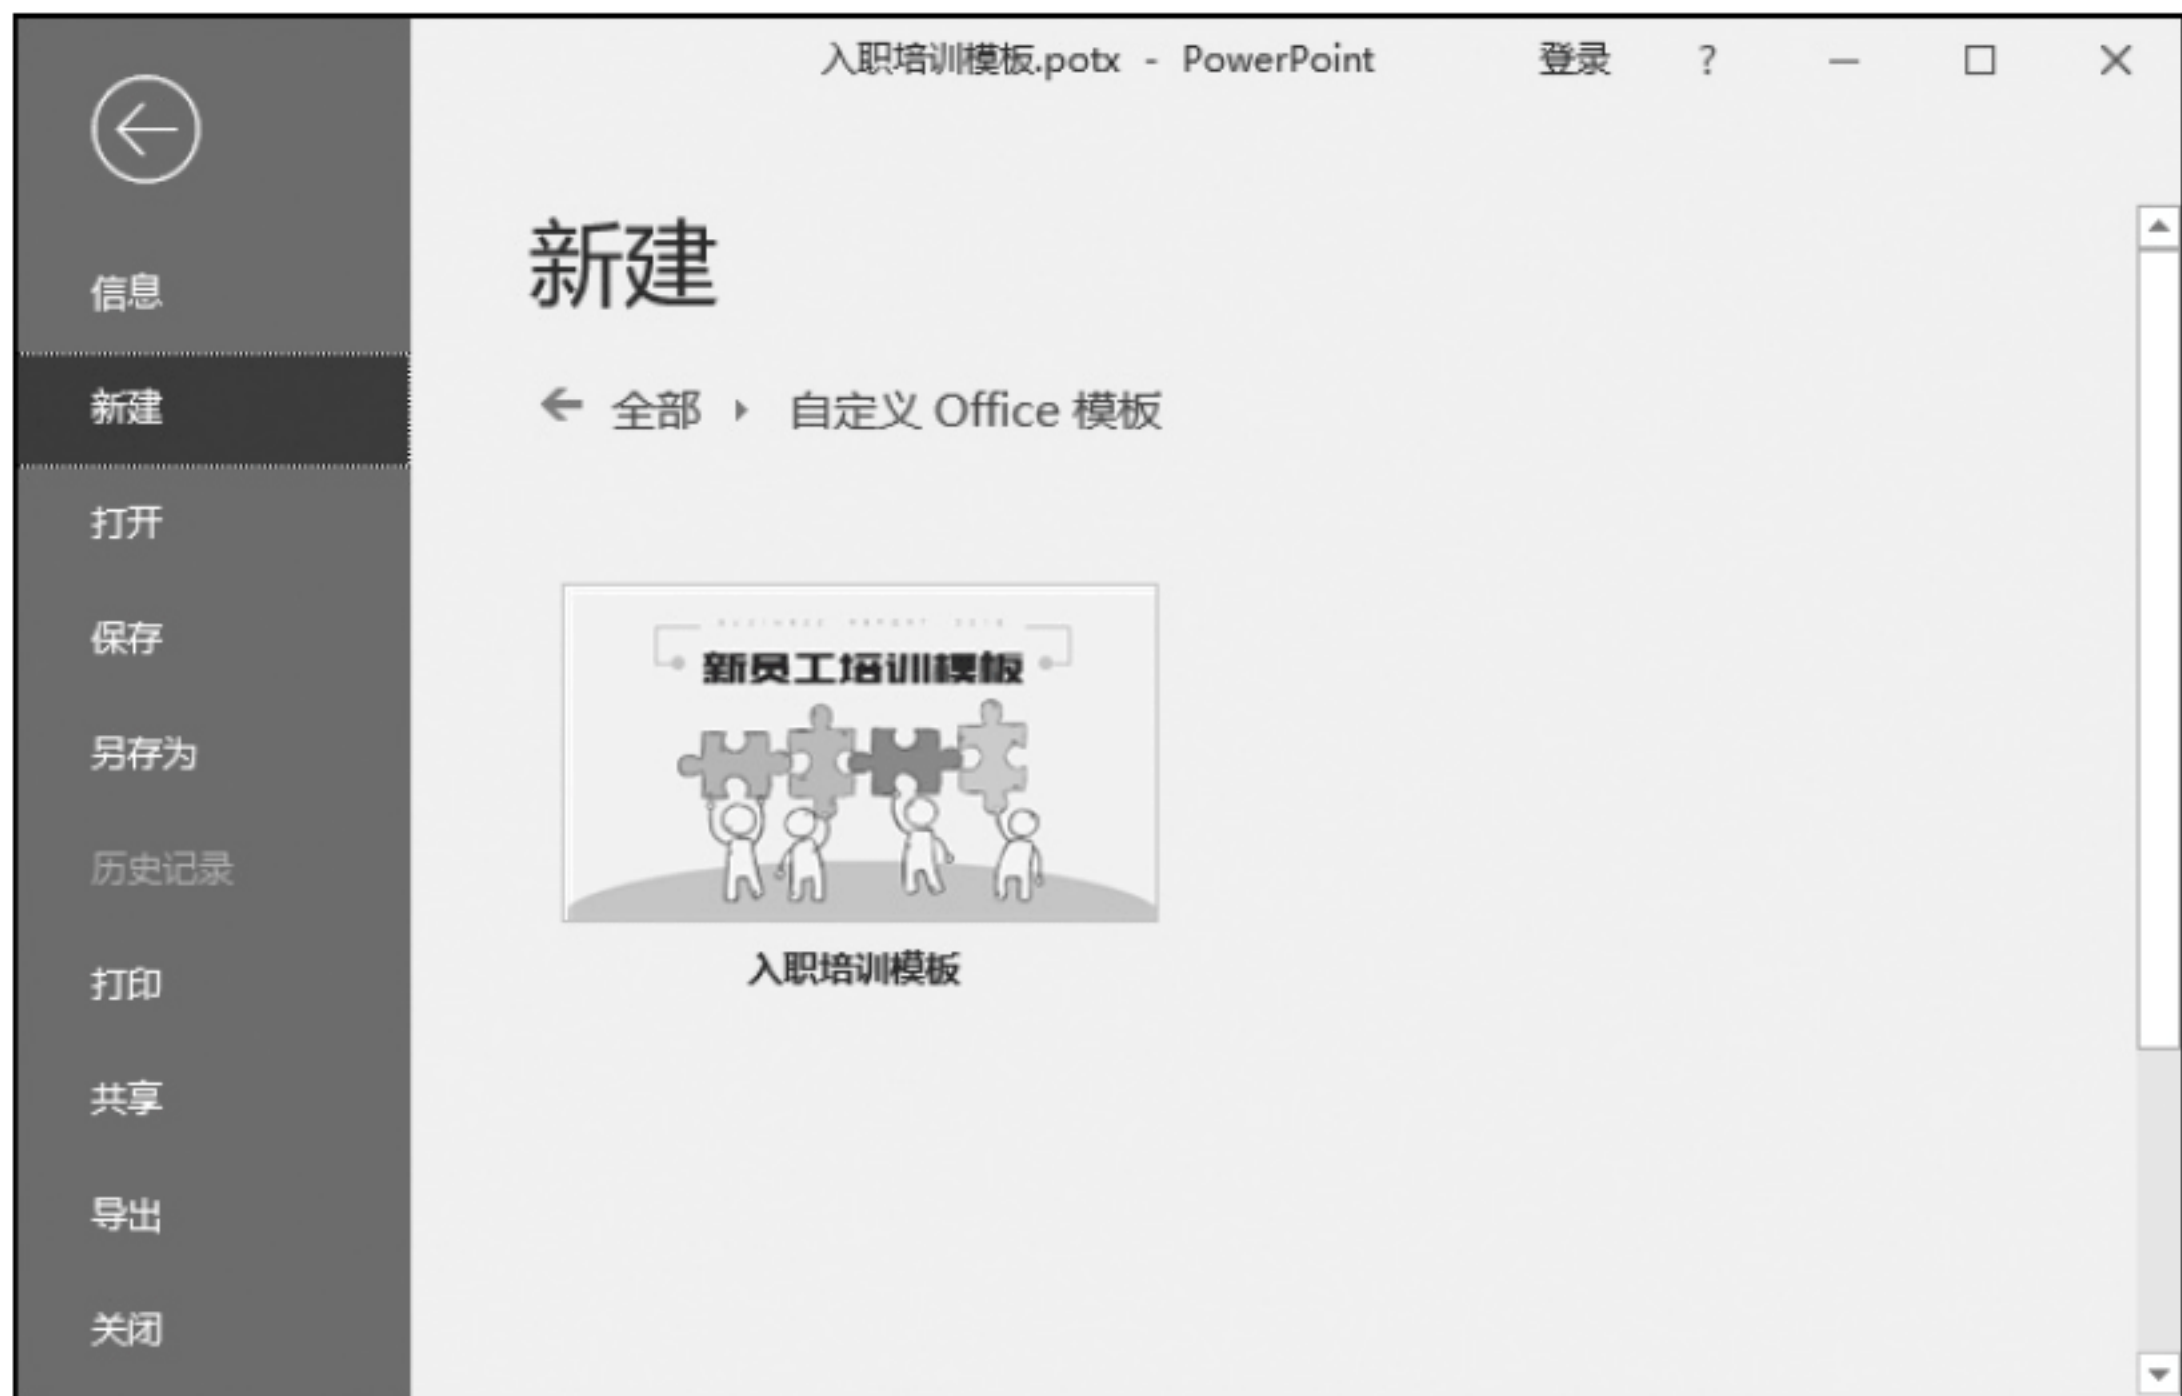 入职培训模板.potx - PowerPoint 登录 ?
信息
新建
打开
保存
另存为
历史记录
打印
共享
导出
关闭
新建
全部 自定义 Office 模板
BUSINESS REPORT
新员工培训模板
入职培训模板